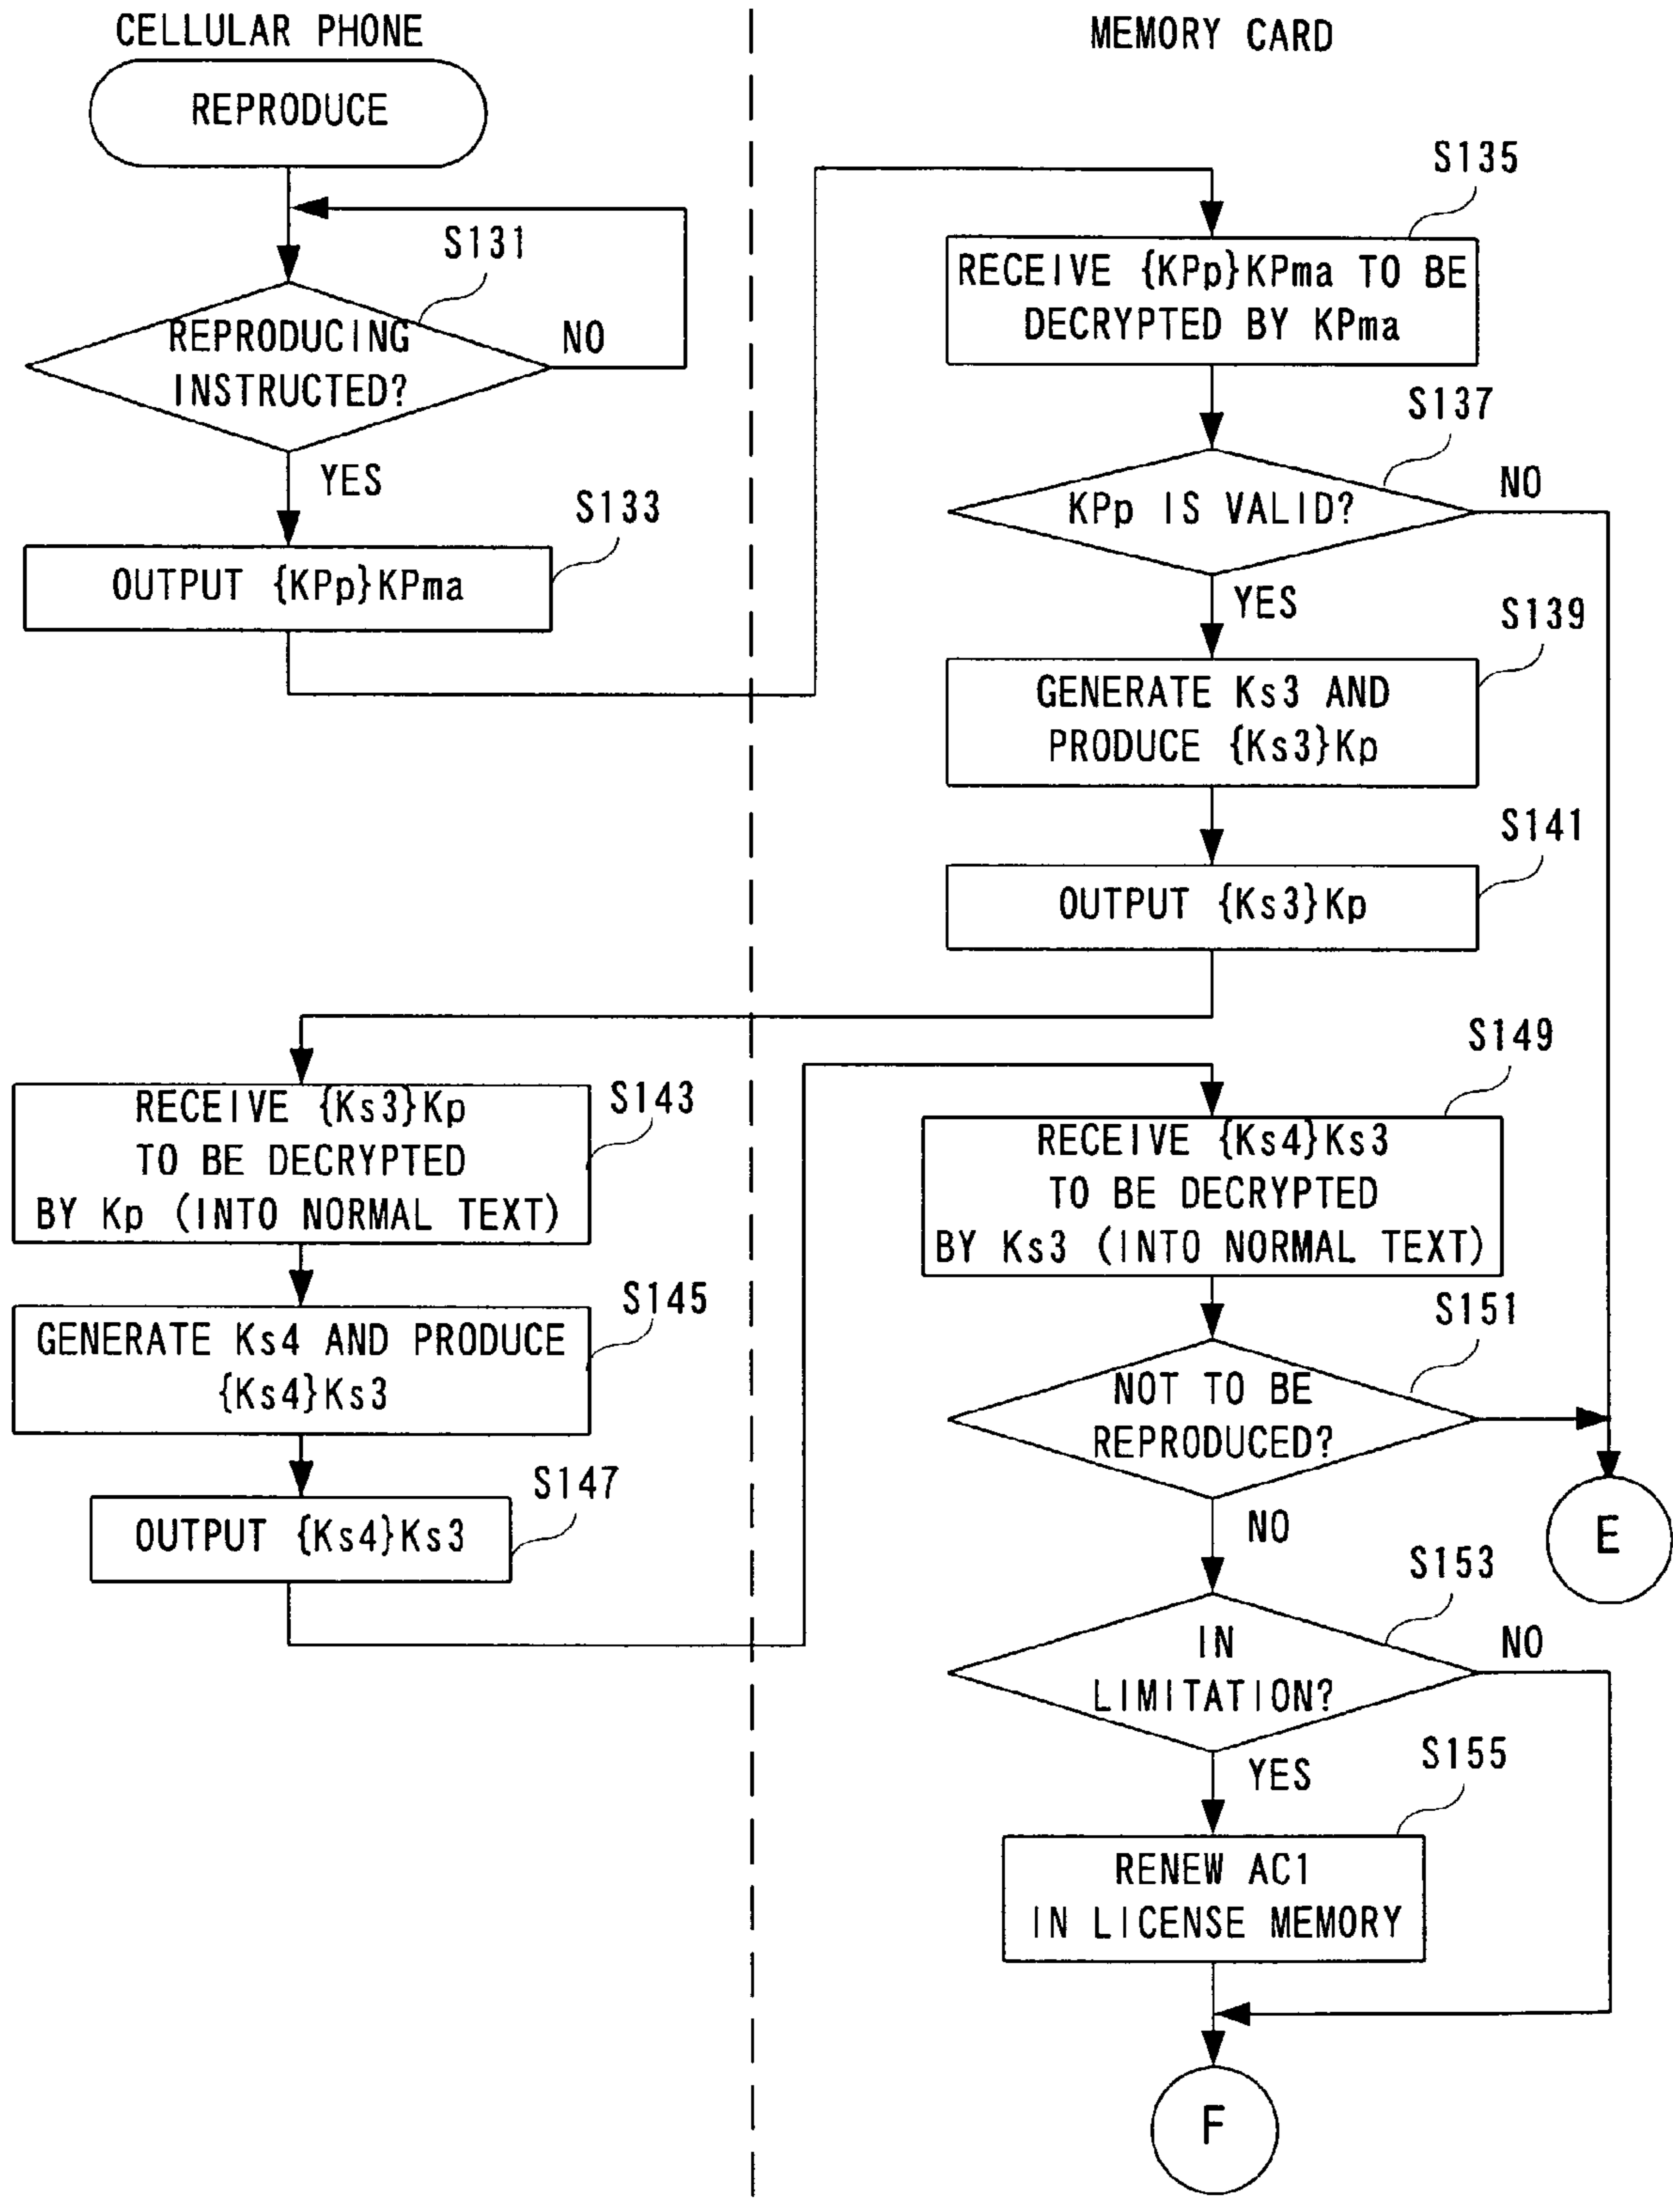 CELLULAR PHONE
REPRODUCE
S131
REPRODUCING
INSTRUCTED?
NO
YES
S133
OUTPUT {KPp}KPma
MEMORY CARD
S135
RECEIVE {KPp}KPma TO BE
DECRYPTED BY KPma
S137
KPp IS VALID?
NO
YES
S139
GENERATE Ks3 AND
PRODUCE {Ks3}Kp
S141
OUTPUT {Ks3}Kp
S143
RECEIVE {Ks3}Kp
TO BE DECRYPTED
BY Kp (INTO NORMAL TEXT)
S145
GENERATE Ks4 AND PRODUCE
{Ks4}Ks3
S147
OUTPUT {Ks4}Ks3
S149
RECEIVE {Ks4}Ks3
TO BE DECRYPTED
BY Ks3 (INTO NORMAL TEXT)
S151
NOT TO BE
REPRODUCED?
NO
E
S153
IN
LIMITATION?
NO
YES
S155
RENEW AC1
IN LICENSE MEMORY
F